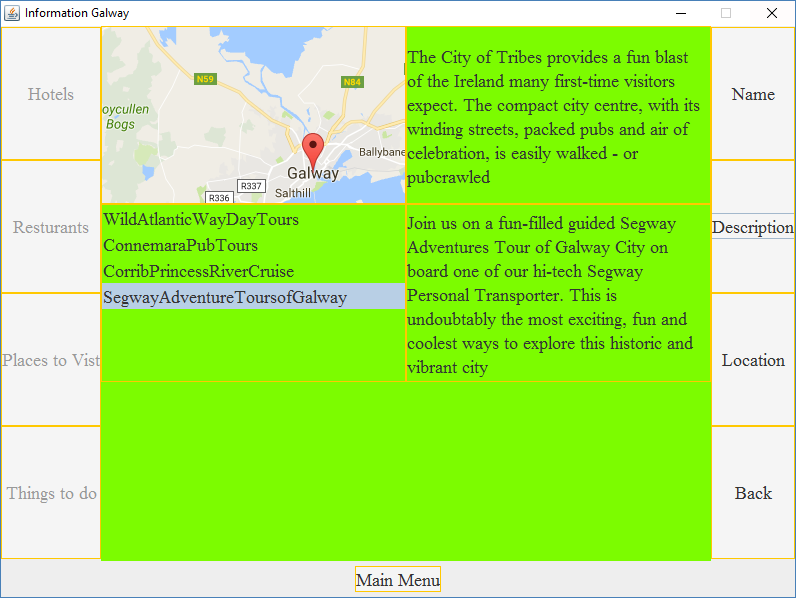 Information Galway
Hotels
Resturants
Places to Vist
Things to do
N59
N84
oycullen
Bogs
Ballybane
Galway
R337
Salthill
R336
The City of Tribes provides a fun blast
of the Ireland many first-time visitors
expect. The compact city centre, with its
winding streets, packed pubs and air of
celebration, is easily walked - or
pubcrawled
WildAtlanticWayDayTours
ConnemaraPubTours
CorribPrincessRiverCruise
SegwayAdventureToursofGalway
Join us on a fun-filled guided Segway
Adventures Tour of Galway City on
board one of our hi-tech Segway
Personal Transporter. This is
undoubtably the most exciting, fun and
coolest ways to explore this historic and
vibrant city
Name
Description
Location
Back
Main Menu